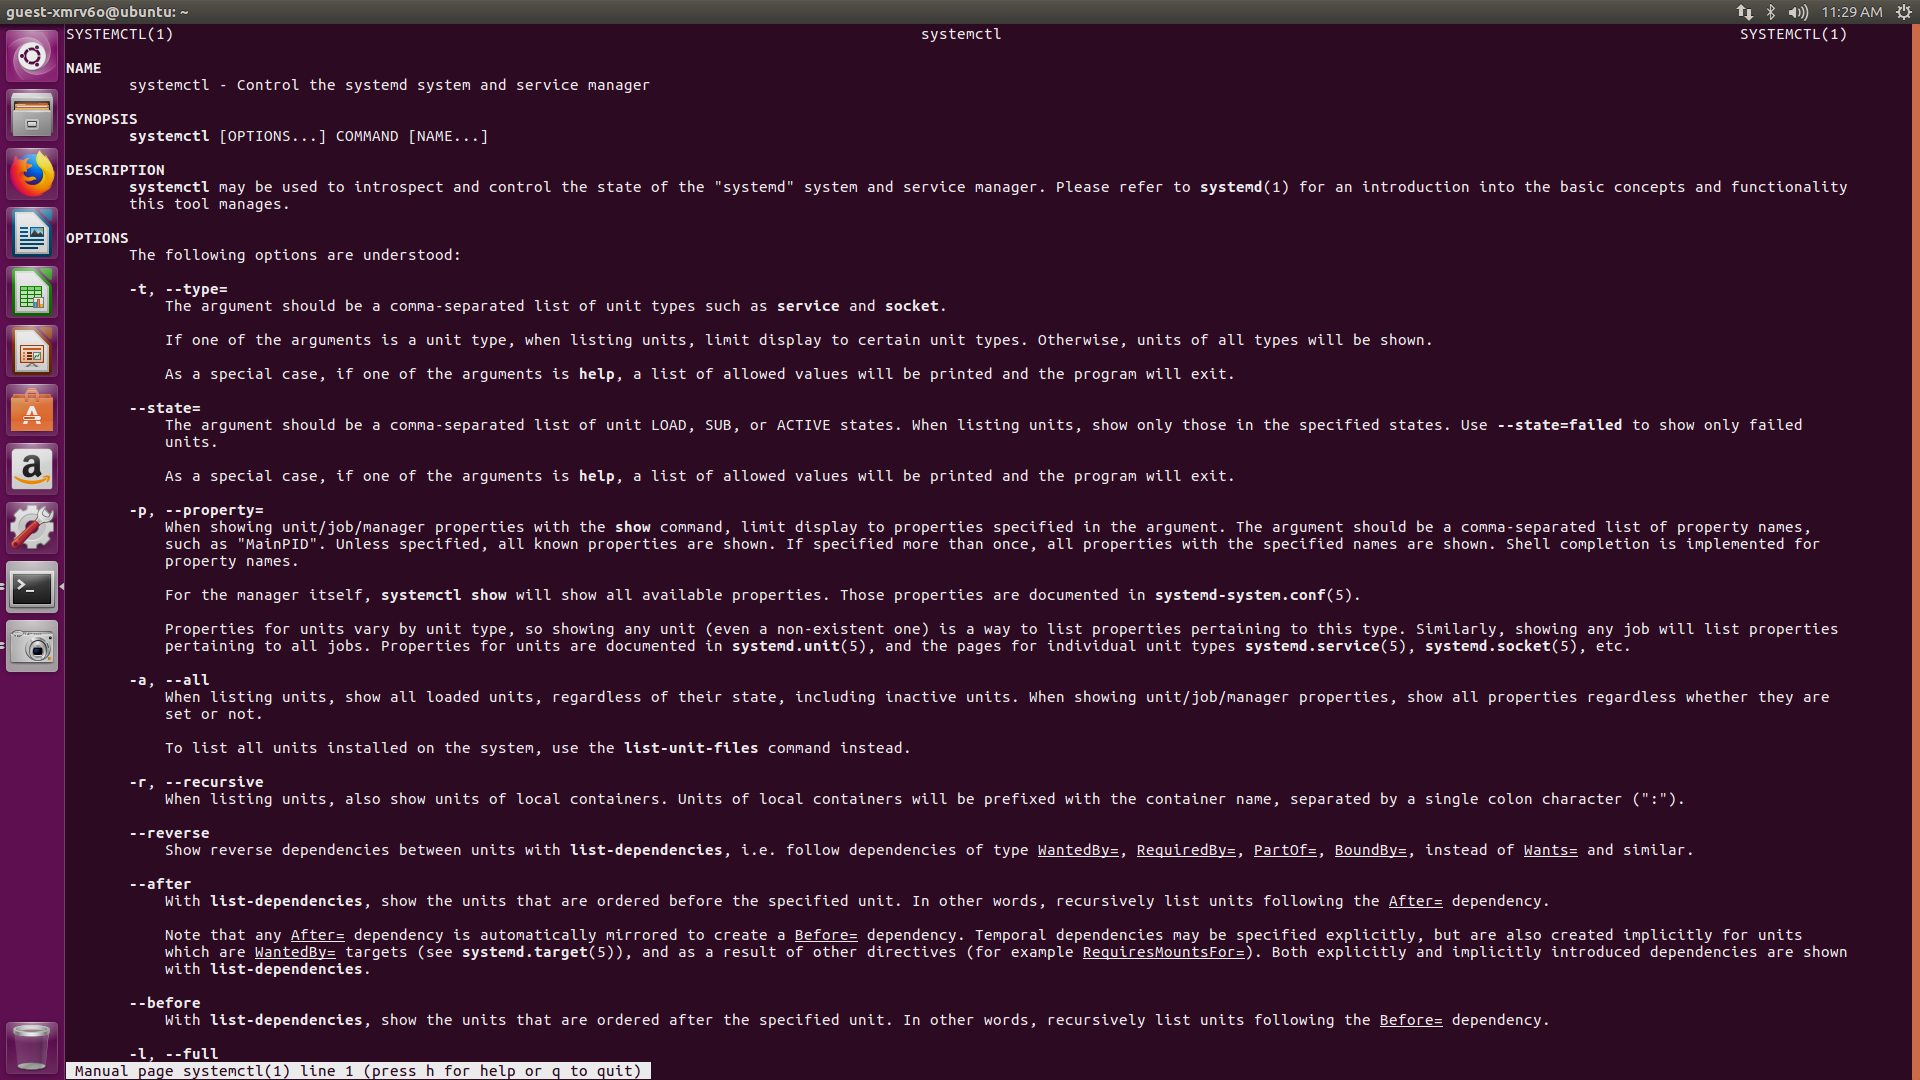 guest-xmrv6o@ubuntu: ~ 11:29 AM
SYSTEMCTL(1) systemctl SYSTEMCTL(1)
NAME
systemctl - Control the systemd system and service manager
SYNOPSIS
systemctl [OPTIONS...] COMMAND [NAME...]
DESCRIPTION
systemctl may be used to introspect and control the state of the "systemd" system and service manager. Please refer to systemd(1) for an introduction into the basic concepts and functionality
this tool manages.
OPTIONS
The following options are understood:
-t, --type=
The argument should be a comma-separated list of unit types such as service and socket.
If one of the arguments is a unit type, when listing units, limit display to certain unit types. Otherwise, units of all types will be shown.
As a special case, if one of the arguments is help, a list of allowed values will be printed and the program will exit.
--state=
The argument should be a comma-separated list of unit LOAD, SUB, or ACTIVE states. When listing units, show only those in the specified states. Use --state=failed to show only failed
units.
As a special case, if one of the arguments is help, a list of allowed values will be printed and the program will exit.
-p, --property=
When showing unit/job/manager properties with the show command, limit display to properties specified in the argument. The argument should be a comma-separated list of property names,
such as "MainPID". Unless specified, all known properties are shown. If specified more than once, all properties with the specified names are shown. Shell completion is implemented for
property names.
For the manager itself, systemctl show will show all available properties. Those properties are documented in systemd-system.conf(5).
Properties for units vary by unit type, so showing any unit (even a non-existent one) is a way to list properties pertaining to this type. Similarly, showing any job will list properties
pertaining to all jobs. Properties for units are documented in systemd.unit(5), and the pages for individual unit types systemd.service(5), systemd.socket(5), etc.
-a, --all
When listing units, show all loaded units, regardless of their state, including inactive units. When showing unit/job/manager properties, show all properties regardless whether they are
set or not.
To list all units installed on the system, use the list-unit-files command instead.
-r, --recursive
When listing units, also show units of local containers. Units of local containers will be prefixed with the container name, separated by a single colon character (":").
--reverse
Show reverse dependencies between units with list-dependencies, i.e. follow dependencies of type WantedBy=, RequiredBy=, PartOf=, BoundBy=, instead of Wants= and similar.
--after
With list-dependencies, show the units that are ordered before the specified unit. In other words, recursively list units following the After= dependency.
Note that any After= dependency is automatically mirrored to create a Before= dependency. Temporal dependencies may be specified explicitly, but are also created implicitly for units
which are WantedBy= targets (see systemd.target(5)), and as a result of other directives (for example RequiresMountsFor=). Both explicitly and implicitly introduced dependencies are shown
with list-dependencies.
--before
With list-dependencies, show the units that are ordered after the specified unit. In other words, recursively list units following the Before= dependency.
-l, --full
Manual page systemctl(1) line 1 (press h for help or q to quit)